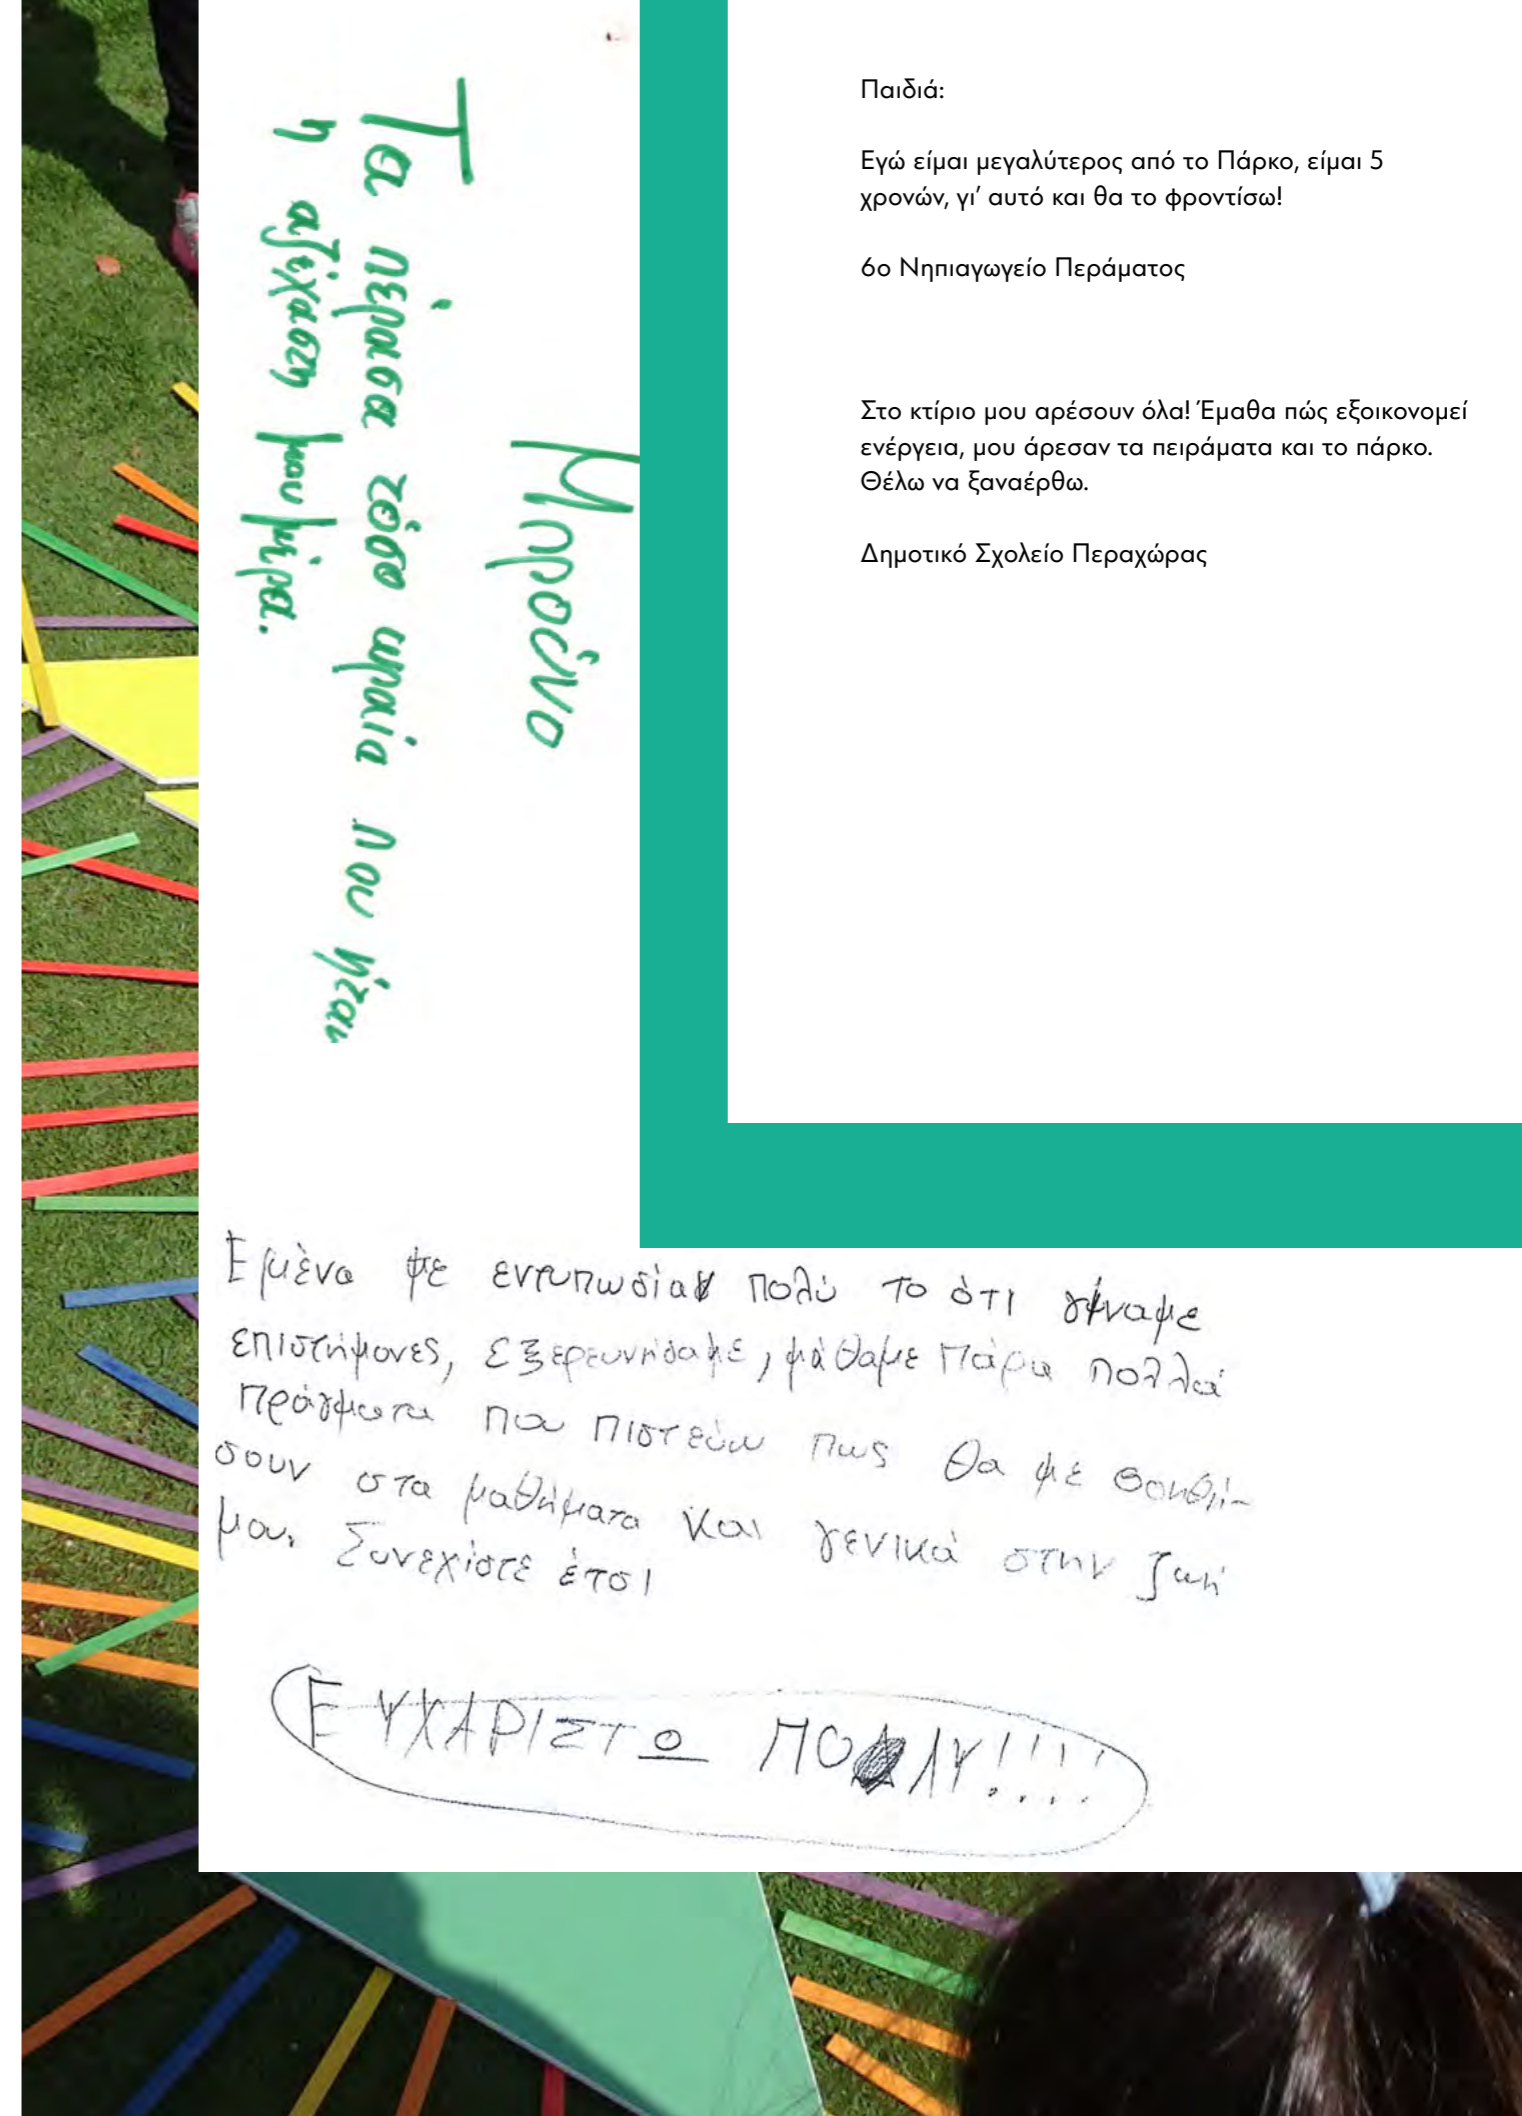 Τα πέρασα τόσο ωραία που ήταν
η αξέχαστη μου μέρα.
Παιδιά:
Εγώ είμαι μεγαλύτερος από το Πάρκο, είμαι 5
χρονών, γι’ αυτό και θα το φροντίσω!
6ο Νηπιαγωγείο Περάματος
Στο κτίριο μου αρέσουν όλα! Έμαθα πώς εξοικονομεί
ενέργεια, μου άρεσαν τα πειράματα και το πάρκο.
Θέλω να ξαναέρθω.
Δημοτικό Σχολείο Περαχώρας
Εμένα με πολύ το ότι γίναμε
επιστήμονες, εξερευνήσαμε, μάθαμε Πάρα πολλά
πράγματα που πιστεύω πως θα με βοηθή-
σουν στα μαθήματα και γενικά στην ζωή
μου. Συνεχίστε έτσι
ΕΥΧΑΡΙΣΤΩ ΠΟΛΥ!!!!